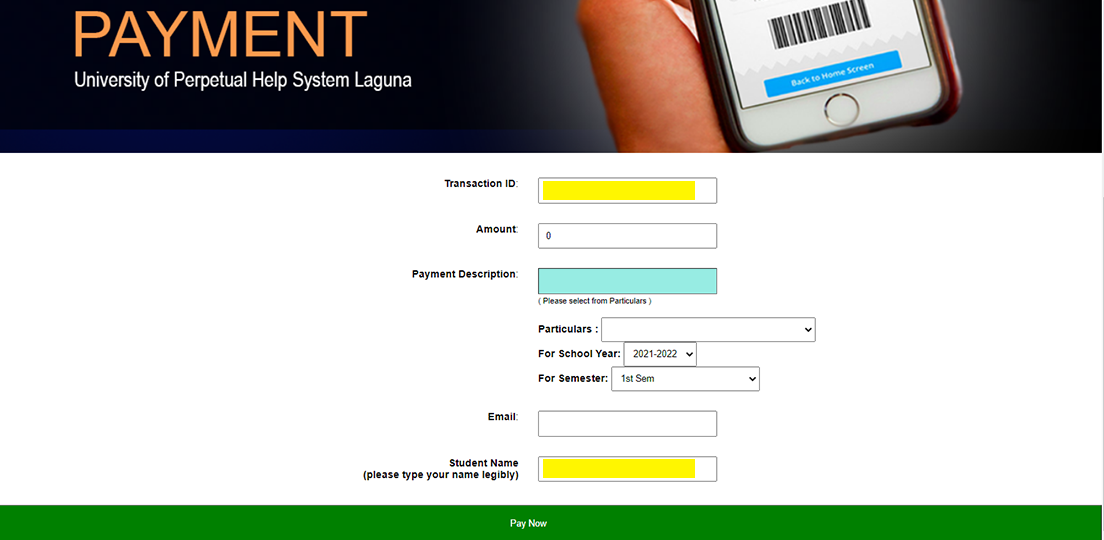 PAYMENT
University of Perpetual Help System Laguna
Back to Home Screen
Transaction ID:
Amount: 0
Payment Description:
( Please select from Particulars )
Particulars :
For School Year: 2021-2022
For Semester: 1st Sem
Email:
Student Name
(please type your name legibly)
Pay Now